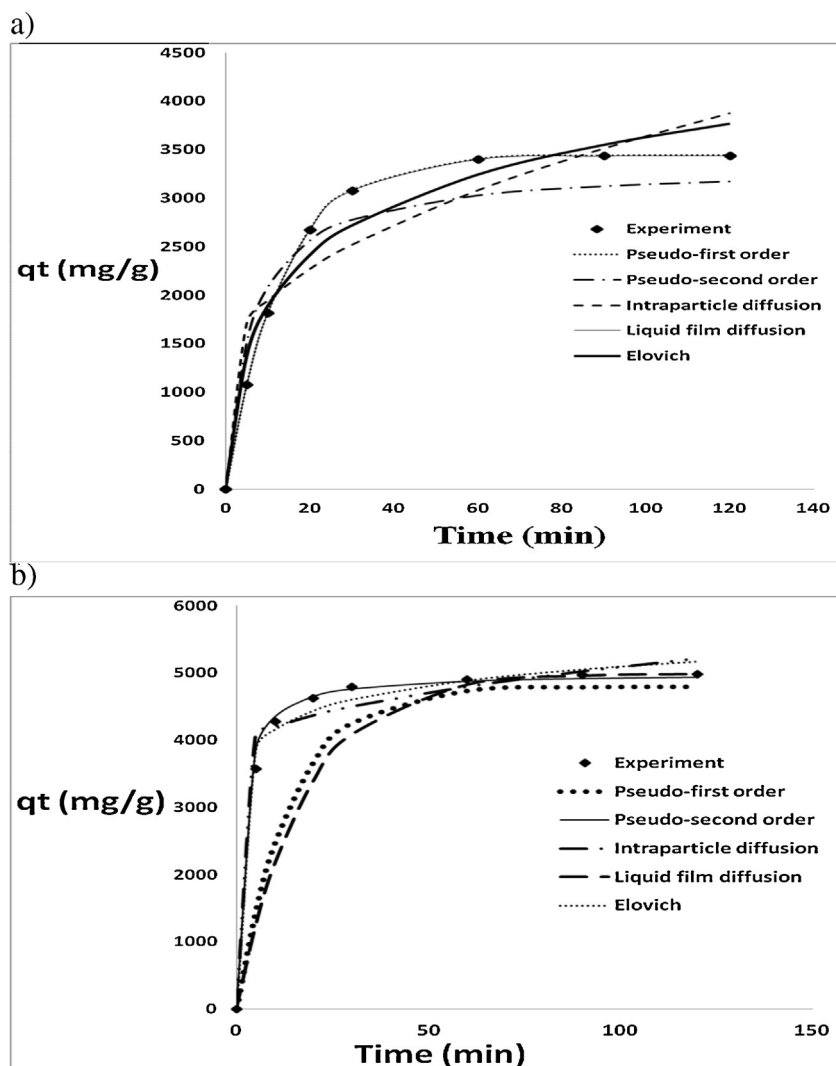 a)
4500
4000
3500
3000
2500
2000
1500
1000
500
0
qt (mg/g)
Experiment
Pseudo-first order
Pseudo-second order
Intraparticle diffusion
Liquid film diffusion
Elovich
0 20 40 60 80 100 120 140
Time (min)
b)
6000
5000
4000
3000
2000
1000
0
qt (mg/g)
Experiment
Pseudo-first order
Pseudo-second order
Intraparticle diffusion
Liquid film diffusion
Elovich
0 50 100 150
Time (min)